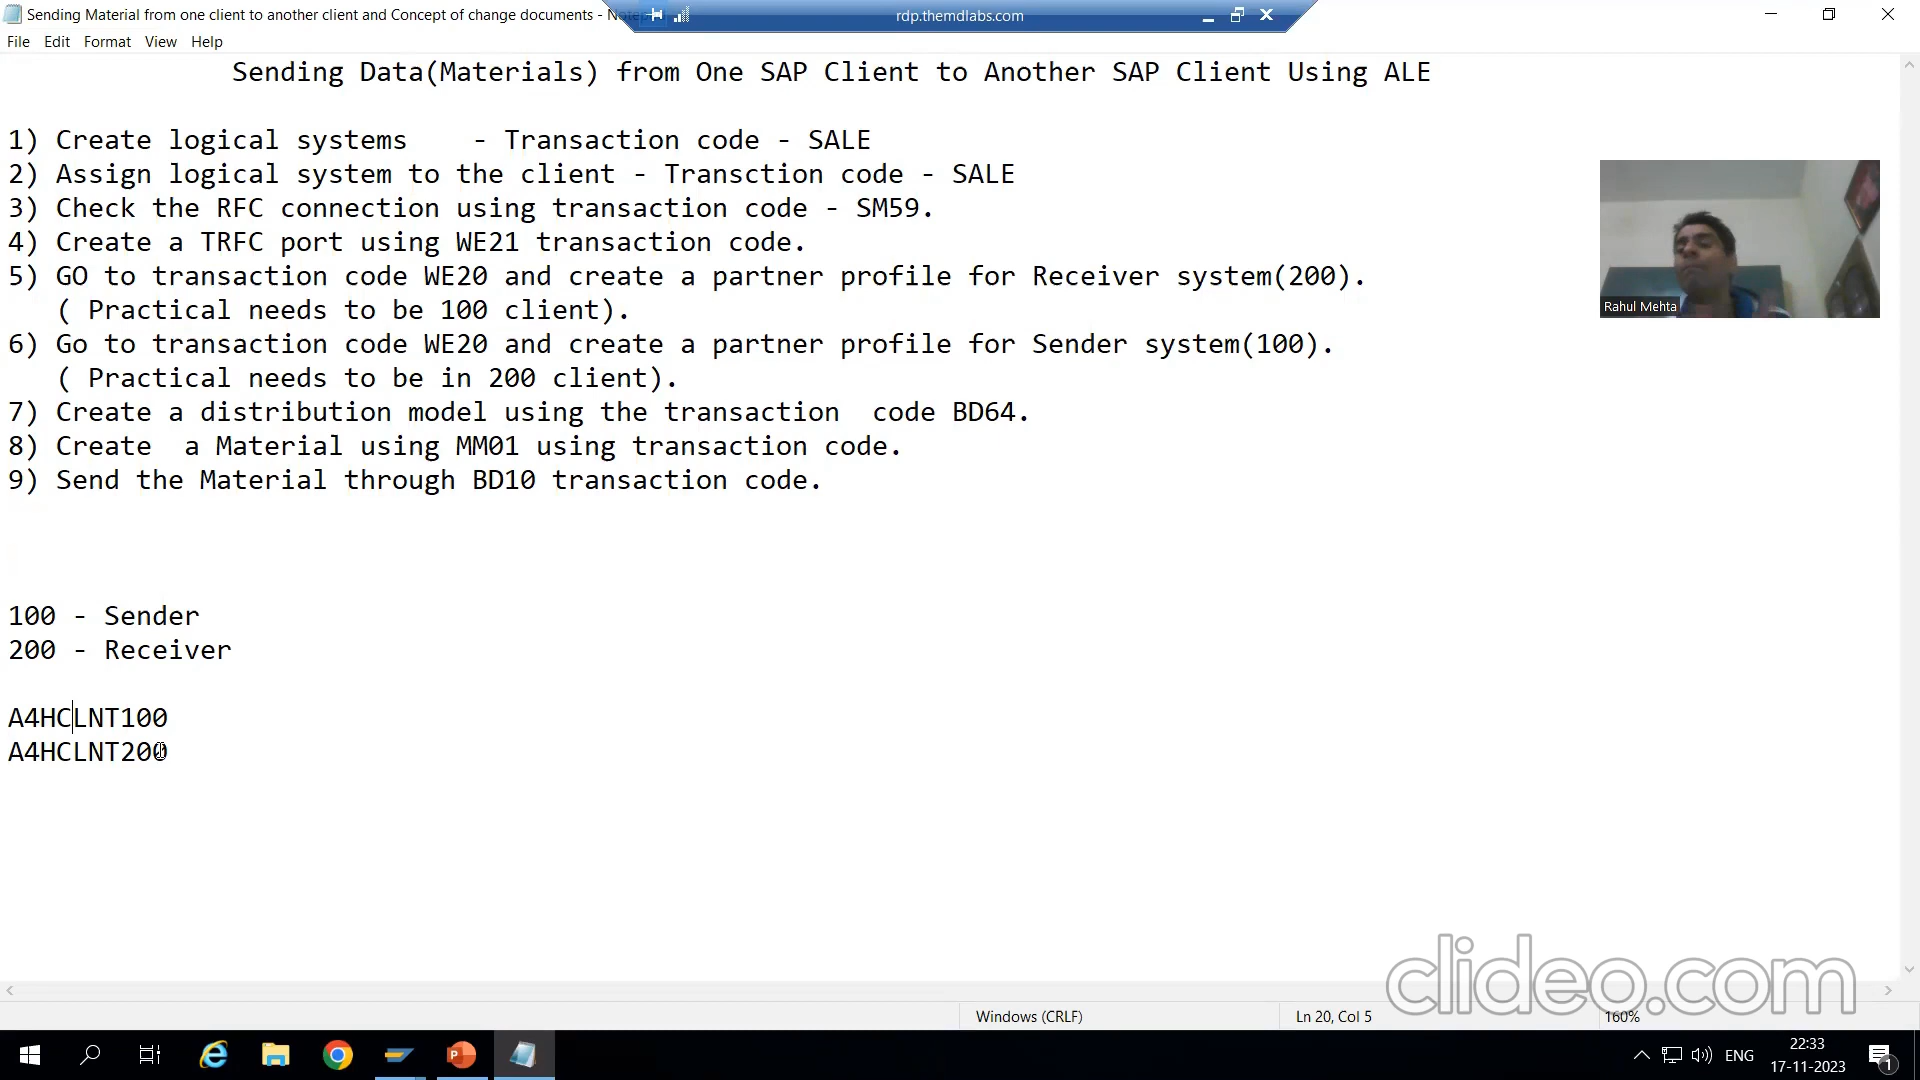 Sending Material from one client to another client and Concept of change documents -
rdp.themdlabs.com
File Edit Format View Help
Sending Data(Materials) from One SAP Client to Another SAP Client Using ALE
1) Create logical systems    - Transaction code - SALE
2) Assign logical system to the client - Transction code - SALE
3) Check the RFC connection using transaction code - SM59.
4) Create a TRFC port using WE21 transaction code.
5) GO to transaction code WE20 and create a partner profile for Receiver system(200).
( Practical needs to be 100 client).
6) Go to transaction code WE20 and create a partner profile for Sender system(100).
( Practical needs to be in 200 client).
7) Create a distribution model using the transaction  code BD64.
8) Create  a Material using MM01 using transaction code.
9) Send the Material through BD10 transaction code.
Rahul Mehta
100 - Sender
200 - Receiver
A4HCLNT100
A4HCLNT200
clideo.com
Windows (CRLF)
Ln 20, Col 5
160%
ENG
22:33
17-11-2023
1